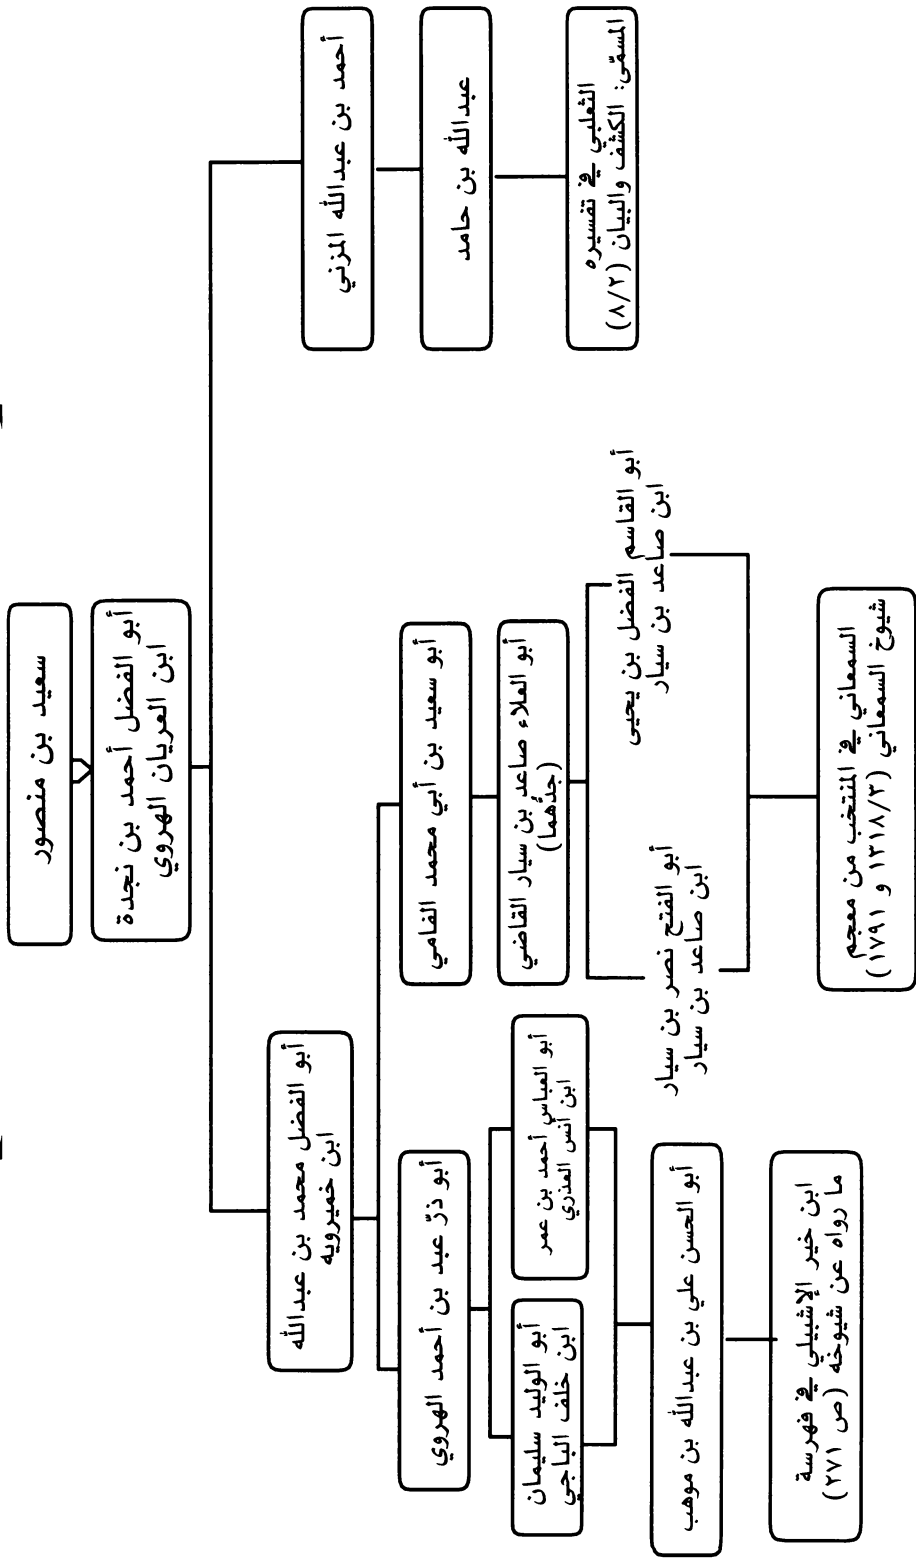 سعيد بن منصور
أبو الفضل أحمد بن نجدة
ابن العريان الهروي
أحمد بن عبدالله المزني
عبدالله بن حامد
الثعلبي في تفسيره
المسمّى: الكشف والبيان (٨/٢)
أبو الفضل محمد بن عبدالله
ابن خميرويه
أبو سعيد بن أبي محمد الفامي
أبو العلاء صاعد بن سيار القاضي
(جدّهما)
أبو القاسم الفضل بن يحيى
ابن صاعد بن سيار
أبو الفتح نصر بن سيار
ابن صاعد بن سيار
السمعاني في المنتخب من معجم
شيوخ السمعاني (١٣١٨/٣ و ١٧٩١)
أبو ذرّ عبد بن أحمد الهروي
أبو العباس أحمد بن عمر
ابن أنس العذري
أبو الوليد سليمان
ابن خلف الباجي
أبو الحسن علي بن عبدالله بن موهب
ابن خير الإشبيلي في فهرسة
ما رواه عن شيوخه (ص ٢٧١)